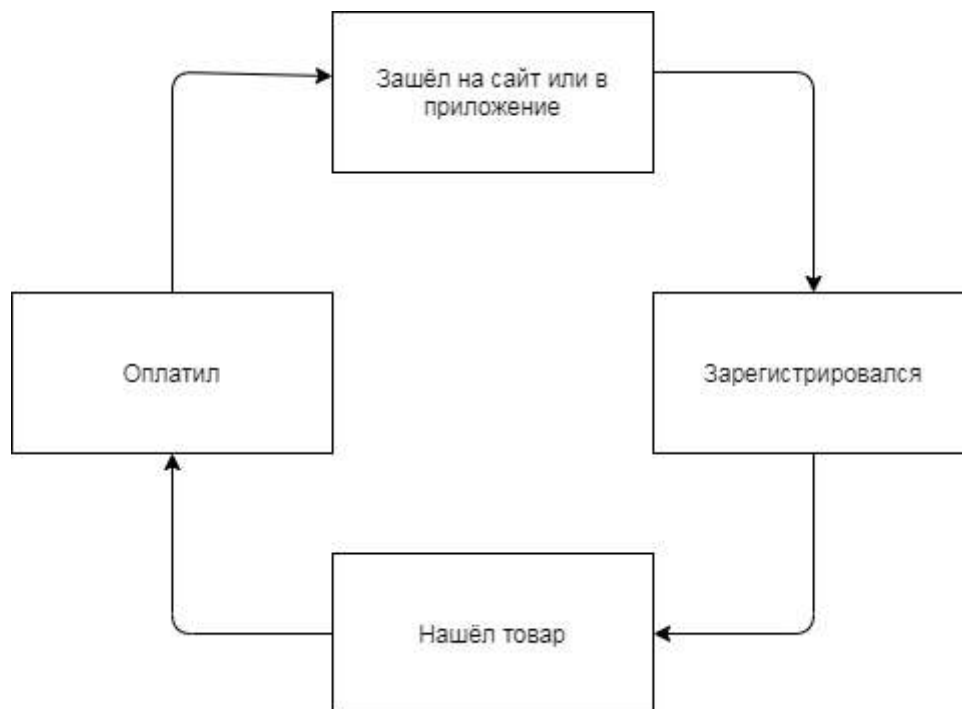 Зашёл на сайт или в
приложение
Оплатил
Зарегистрировался
Нашёл товар